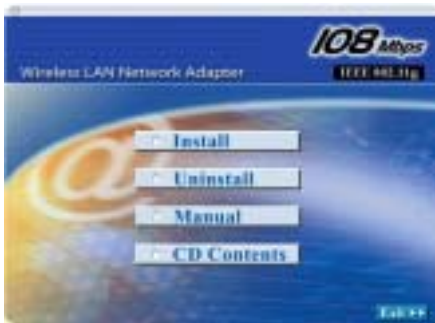 108 Mbps
Wireless LAN Network Adapter
IEEE 802.11g
Install
Uninstall
Manual
CD Contents
Exit